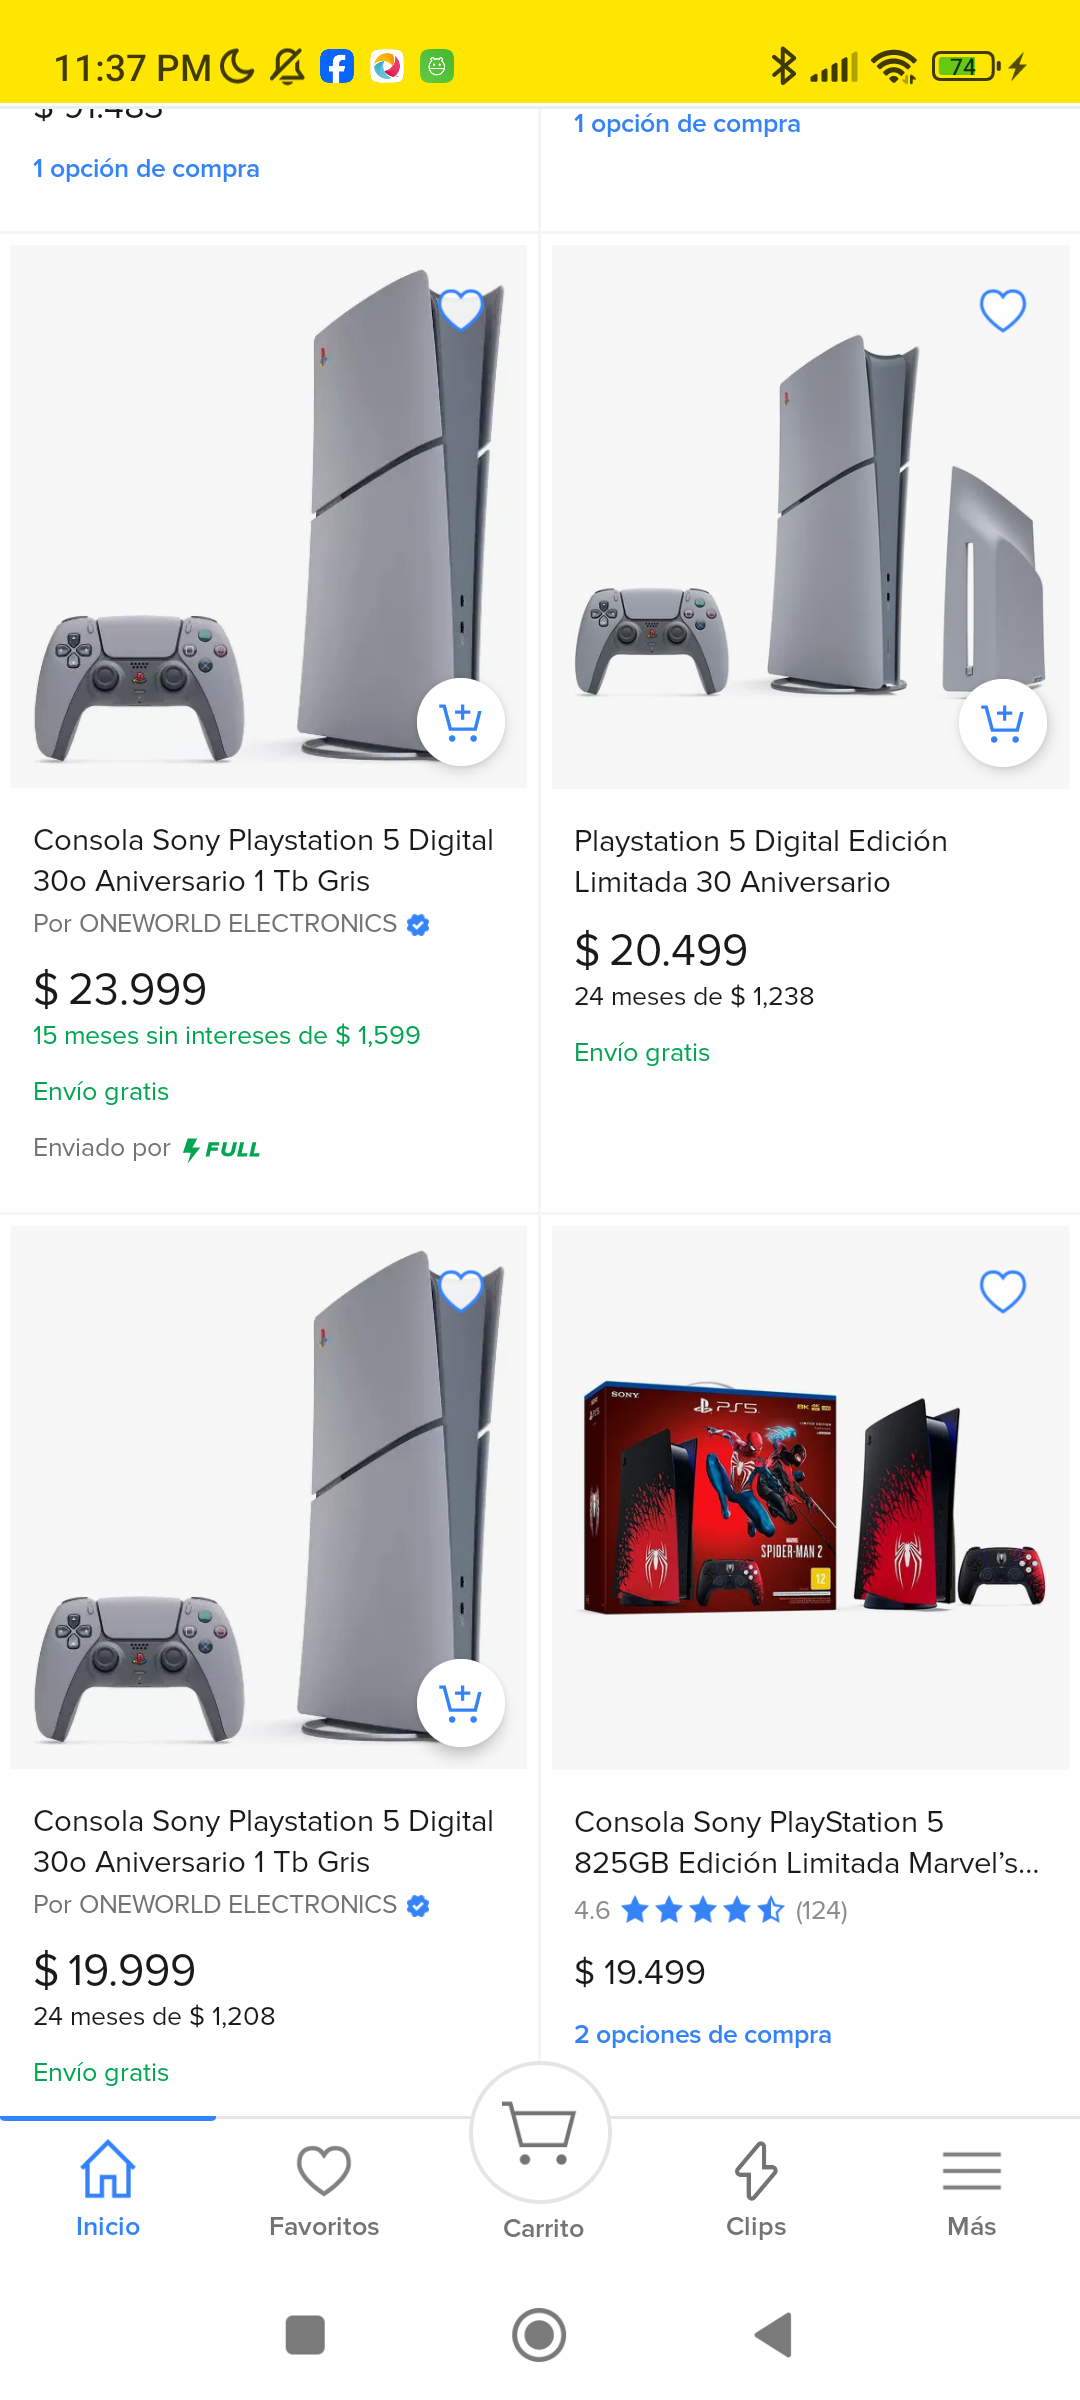 11:37 PM
74
1 opción de compra
1 opción de compra
Consola Sony Playstation 5 Digital
30o Aniversario 1 Tb Gris
Por ONEWORLD ELECTRONICS
$ 23.999
15 meses sin intereses de $ 1,599
Envío gratis
Enviado por FULL
Playstation 5 Digital Edición
Limitada 30 Aniversario
$ 20.499
24 meses de $ 1,238
Envío gratis
Consola Sony Playstation 5 Digital
30o Aniversario 1 Tb Gris
Por ONEWORLD ELECTRONICS
$ 19.999
24 meses de $ 1,208
Envío gratis
SONY
PS5
8K 4K
MARVEL
SPIDER-MAN 2
12
Consola Sony PlayStation 5
825GB Edición Limitada Marvel’s...
4.6 (124)
$ 19.499
2 opciones de compra
Inicio
Favoritos
Carrito
Clips
Más